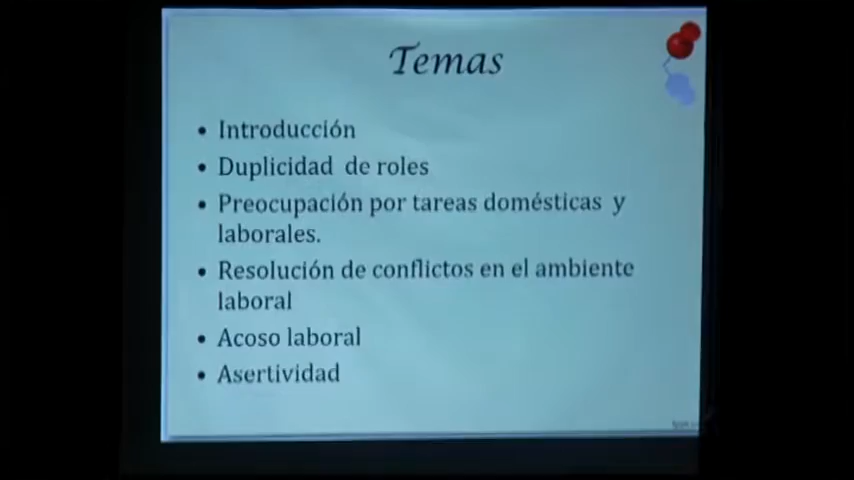 Temas
• Introducción
• Duplicidad de roles
• Preocupación por tareas domésticas y
laborales.
• Resolución de conflictos en el ambiente
laboral
• Acoso laboral
• Asertividad